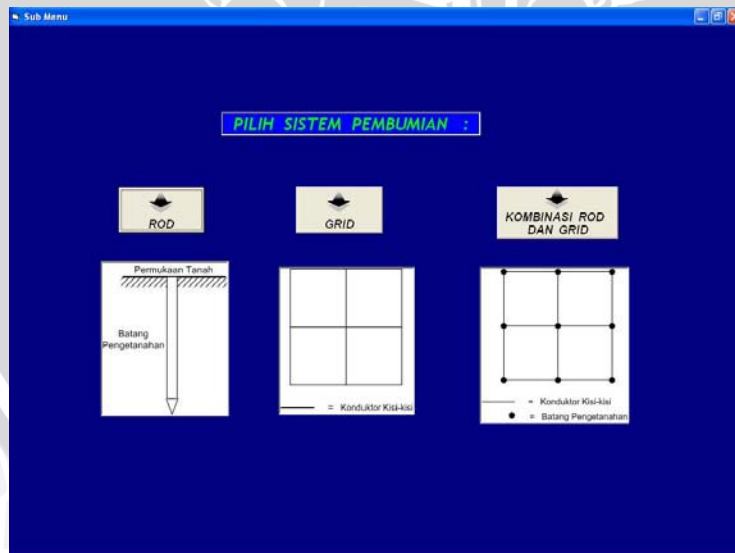 Sub Menu
PILIH SISTEM PEMBUMIAN :
ROD
GRID
KOMBINASI ROD
DAN GRID
Permukaan Tanah
Batang
Pengetanahan
= Konduktor Kisi-kisi
= Konduktor Kisi-kisi
= Batang Pengetanahan